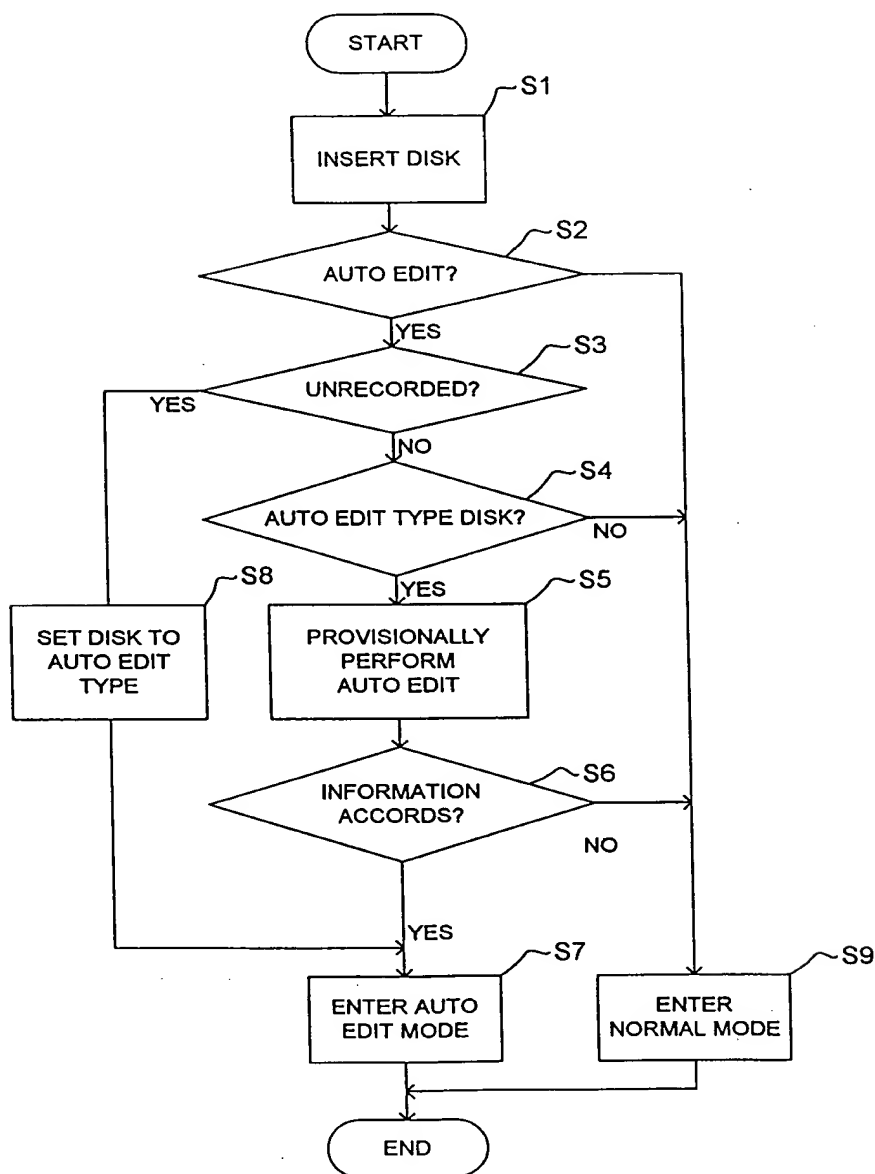 START
S1
INSERT DISK
S2
AUTO EDIT?
YES
S3
UNRECORDED?
YES
NO
S4
AUTO EDIT TYPE DISK?
NO
YES
S8
S5
SET DISK TO
AUTO EDIT
TYPE
PROVISIONALLY
PERFORM
AUTO EDIT
S6
INFORMATION
ACCORDS?
NO
YES
S7
S9
ENTER AUTO
EDIT MODE
ENTER
NORMAL MODE
END